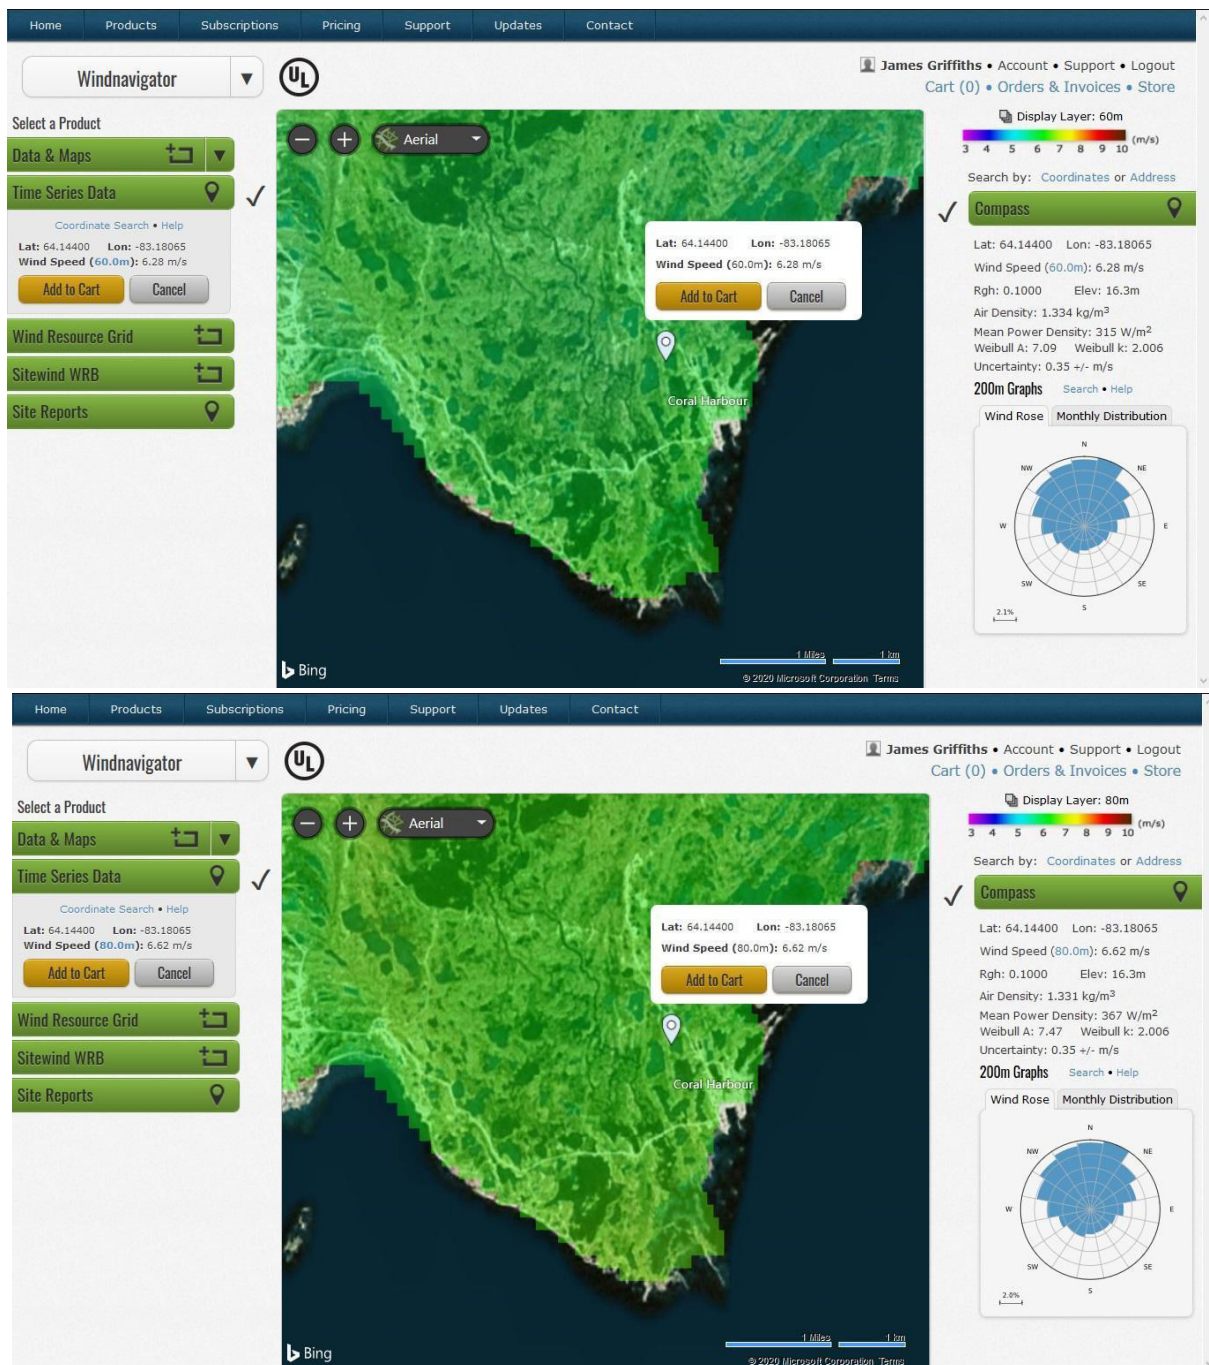 Home Products Subscriptions Pricing Support Updates Contact
Windnavigator ▼ UL
James Griffiths • Account • Support • Logout
Cart (0) • Orders & Invoices • Store
Select a Product
Data & Maps
Time Series Data
Coordinate Search • Help
Lat: 64.14400 Lon: -83.18065
Wind Speed (60.0m): 6.28 m/s
Add to Cart Cancel
Wind Resource Grid
Sitewind WRB
Site Reports
Aerial
Lat: 64.14400 Lon: -83.18065
Wind Speed (60.0m): 6.28 m/s
Add to Cart Cancel
Coral Harbour
Bing
1 Miles 1 km
© 2020 Microsoft Corporation Terms
Display Layer: 60m
3 4 5 6 7 8 9 10 (m/s)
Search by: Coordinates or Address
Compass
Lat: 64.14400 Lon: -83.18065
Wind Speed (60.0m): 6.28 m/s
Rgh: 0.1000 Elev: 16.3m
Air Density: 1.334 kg/m³
Mean Power Density: 315 W/m²
Weibull A: 7.09 Weibull k: 2.006
Uncertainty: 0.35 +/- m/s
200m Graphs Search • Help
Wind Rose Monthly Distribution
N
NW NE
W E
SW SE
S
2.1%
Home Products Subscriptions Pricing Support Updates Contact
Windnavigator ▼ UL
James Griffiths • Account • Support • Logout
Cart (0) • Orders & Invoices • Store
Select a Product
Data & Maps
Time Series Data
Coordinate Search • Help
Lat: 64.14400 Lon: -83.18065
Wind Speed (80.0m): 6.62 m/s
Add to Cart Cancel
Wind Resource Grid
Sitewind WRB
Site Reports
Aerial
Lat: 64.14400 Lon: -83.18065
Wind Speed (80.0m): 6.62 m/s
Add to Cart Cancel
Coral Harbour
Bing
1 Miles 1 km
© 2020 Microsoft Corporation Terms
Display Layer: 80m
3 4 5 6 7 8 9 10 (m/s)
Search by: Coordinates or Address
Compass
Lat: 64.14400 Lon: -83.18065
Wind Speed (80.0m): 6.62 m/s
Rgh: 0.1000 Elev: 16.3m
Air Density: 1.331 kg/m³
Mean Power Density: 367 W/m²
Weibull A: 7.47 Weibull k: 2.006
Uncertainty: 0.35 +/- m/s
200m Graphs Search • Help
Wind Rose Monthly Distribution
N
NW NE
W E
SW SE
S
2.0%